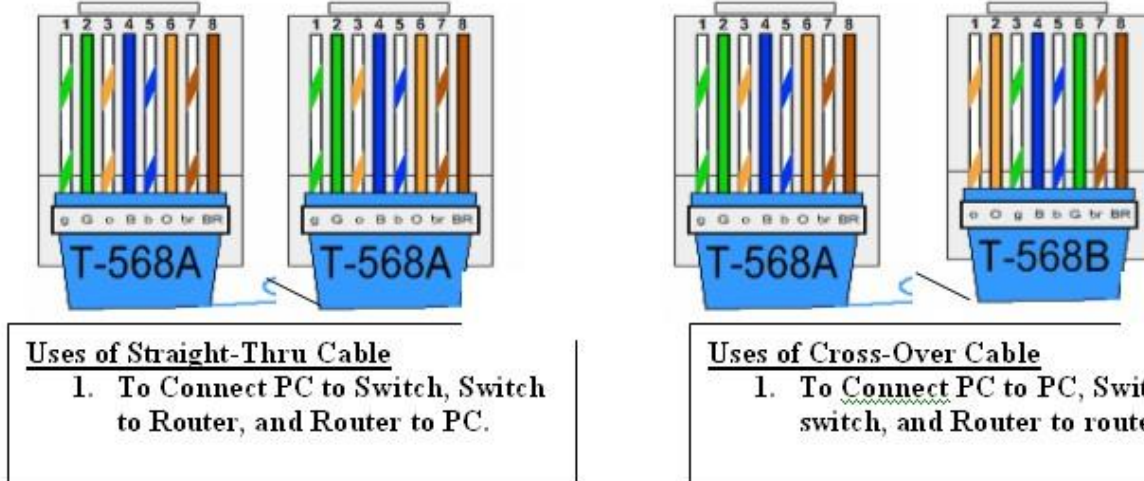 1 2 3 4 5 6 7 8
1 2 3 4 5 6 7 8
1 2 3 4 5 6 7 8
1 2 3 4 5 6 7 8
g G o B b O br BR
g G o B b O br BR
g G o B b O br BR
o O g B b G br BR
T-568A
T-568A
T-568A
T-568B
Uses of Straight-Thru Cable
1. To Connect PC to Switch, Switch
to Router, and Router to PC.
Uses of Cross-Over Cable
1. To Connect PC to PC, Swit
switch, and Router to route